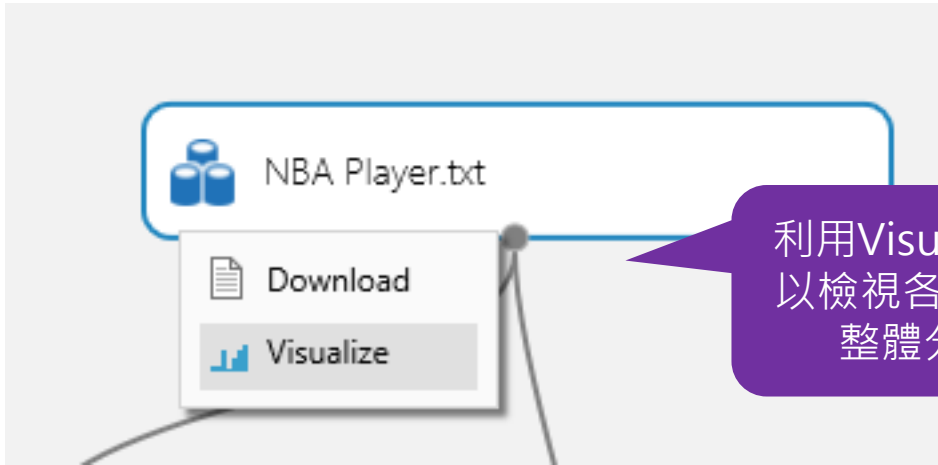 NBA Player.txt
Download
Visualize
利用Visu
以檢視各
整體